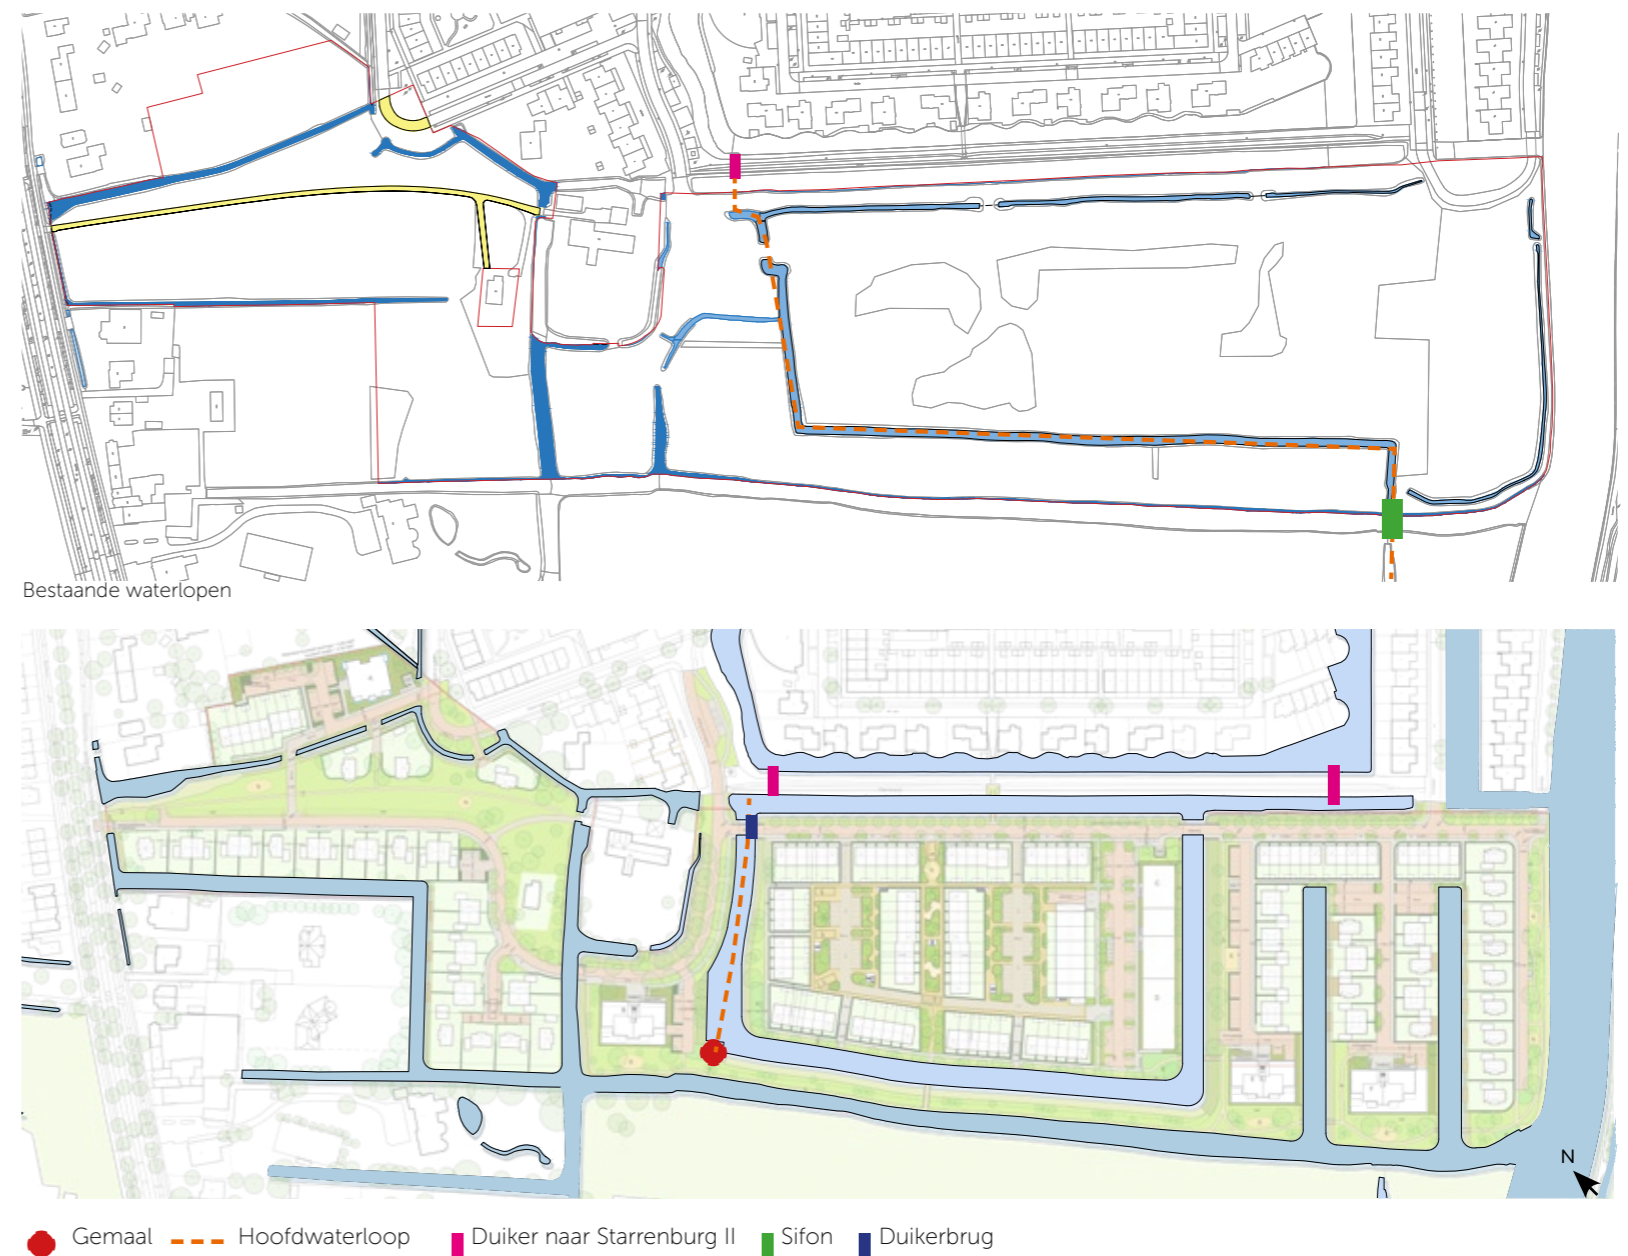 Bestaande waterlopen
N
Gemaal Hoofdwaterloop Duiker naar Starrenburg II Sifon Duikerbrug